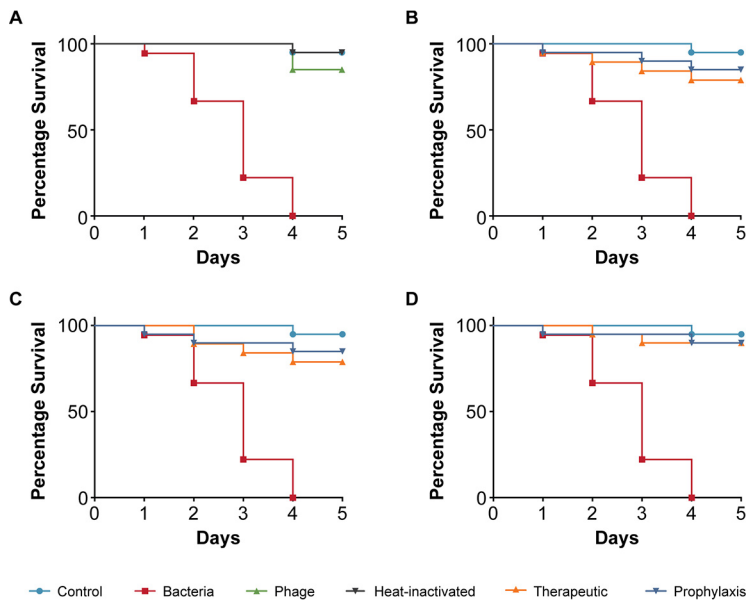 A
Percentage Survival
100
50
0
0 1 2 3 4 5
Days
B
Percentage Survival
100
50
0
0 1 2 3 4 5
Days
C
Percentage Survival
100
50
0
0 1 2 3 4 5
Days
D
Percentage Survival
100
50
0
0 1 2 3 4 5
Days
Control Bacteria Phage Heat-inactivated Therapeutic Prophylaxis